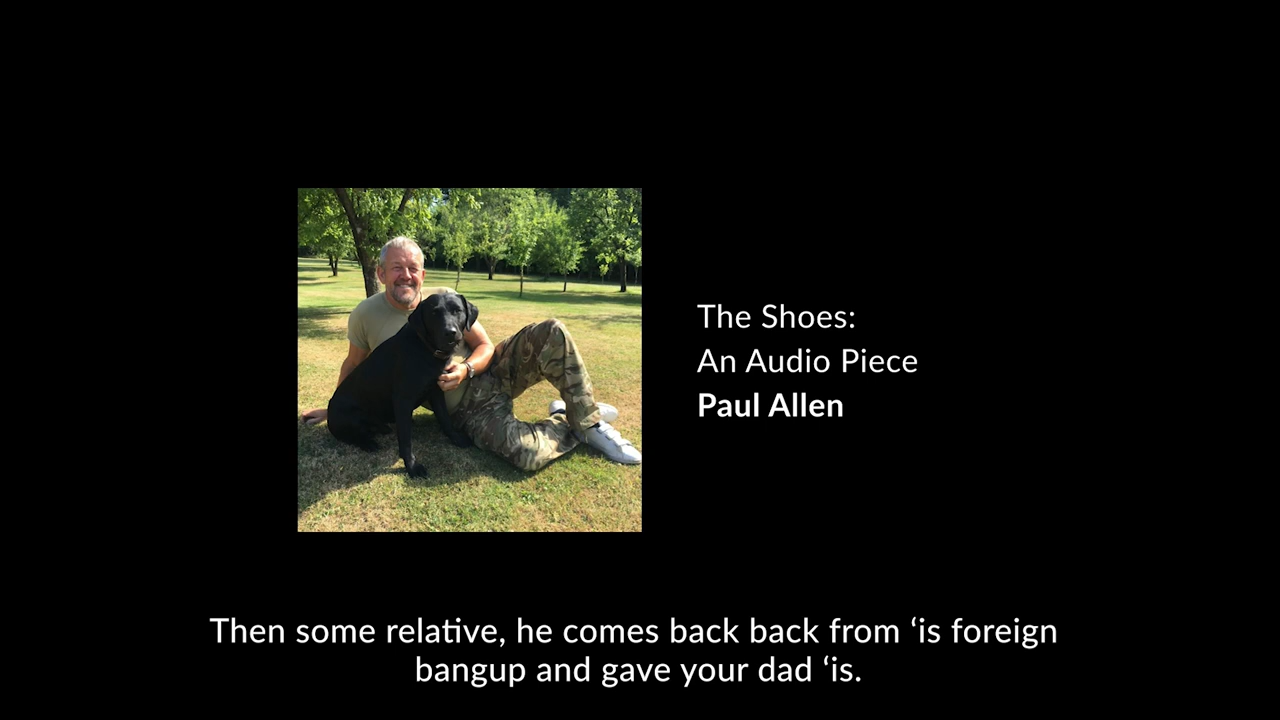 The Shoes:
An Audio Piece
Paul Allen
Then some relative, he comes back back from ‘is foreign
bangup and gave your dad ‘is.